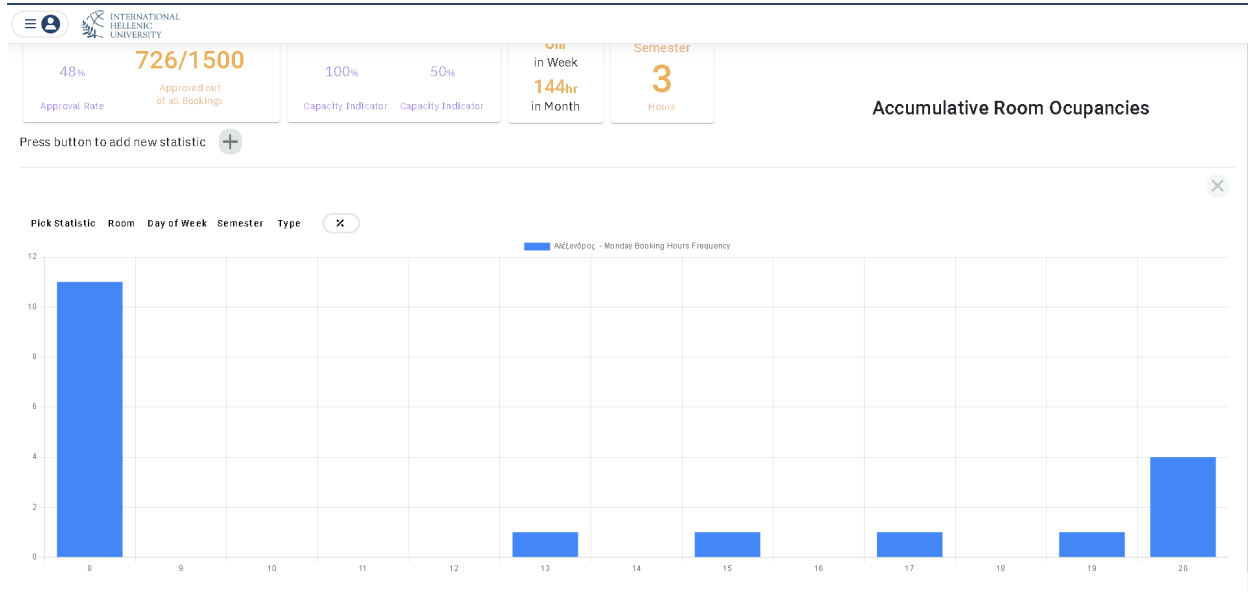 INTERNATIONAL
HELLENIC
UNIVERSITY
48%
Approval Rate
726/1500
Approved out
of all Bookings
100%
Capacity Indicator
50%
Capacity Indicator
in Week
144hr
in Month
Semester
3
Hours
Accumulative Room Ocupancies
Press button to add new statistic
Pick Statistic Room Day of Week Semester Type %
Αλέξανδρος - Monday Booking Hours Frequency
12
10
8
6
4
2
0
8 9 10 11 12 13 14 15 16 17 18 19 20